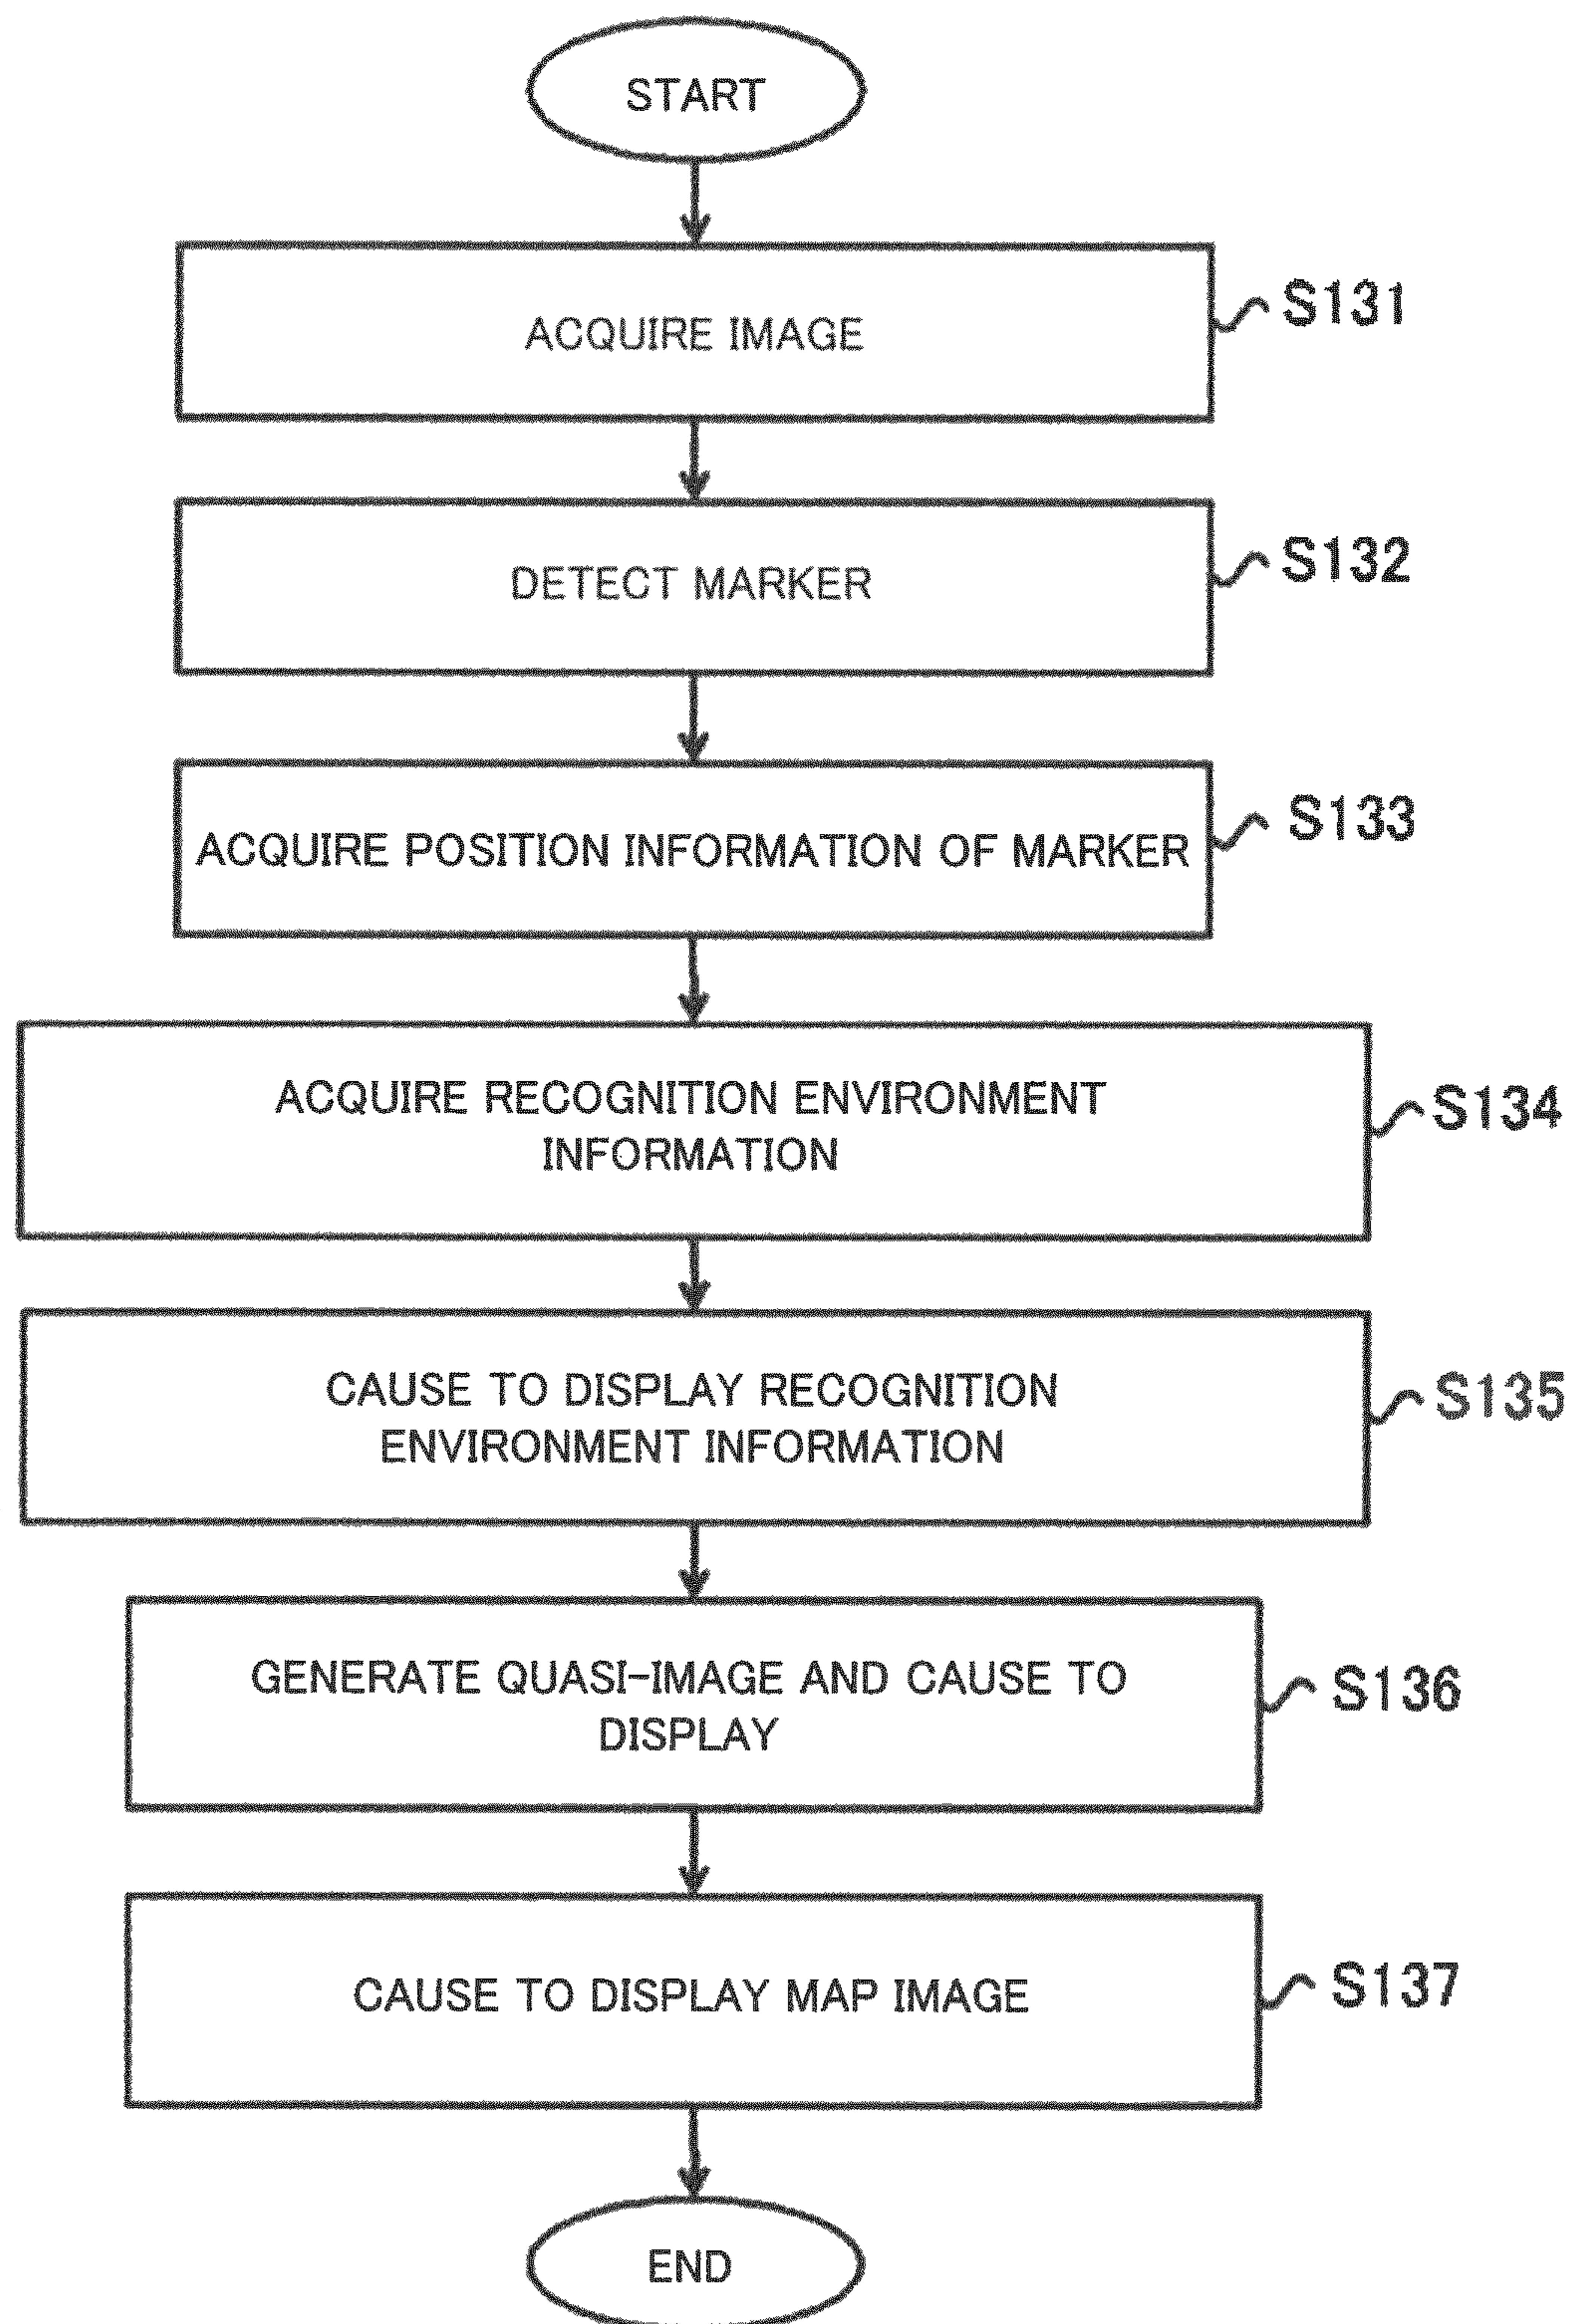 START
ACQUIRE IMAGE
S131
DETECT MARKER
S132
ACQUIRE POSITION INFORMATION OF MARKER
S133
ACQUIRE RECOGNITION ENVIRONMENT
INFORMATION
S134
CAUSE TO DISPLAY RECOGNITION
ENVIRONMENT INFORMATION
S135
GENERATE QUASI-IMAGE AND CAUSE TO
DISPLAY
S136
CAUSE TO DISPLAY MAP IMAGE
S137
END